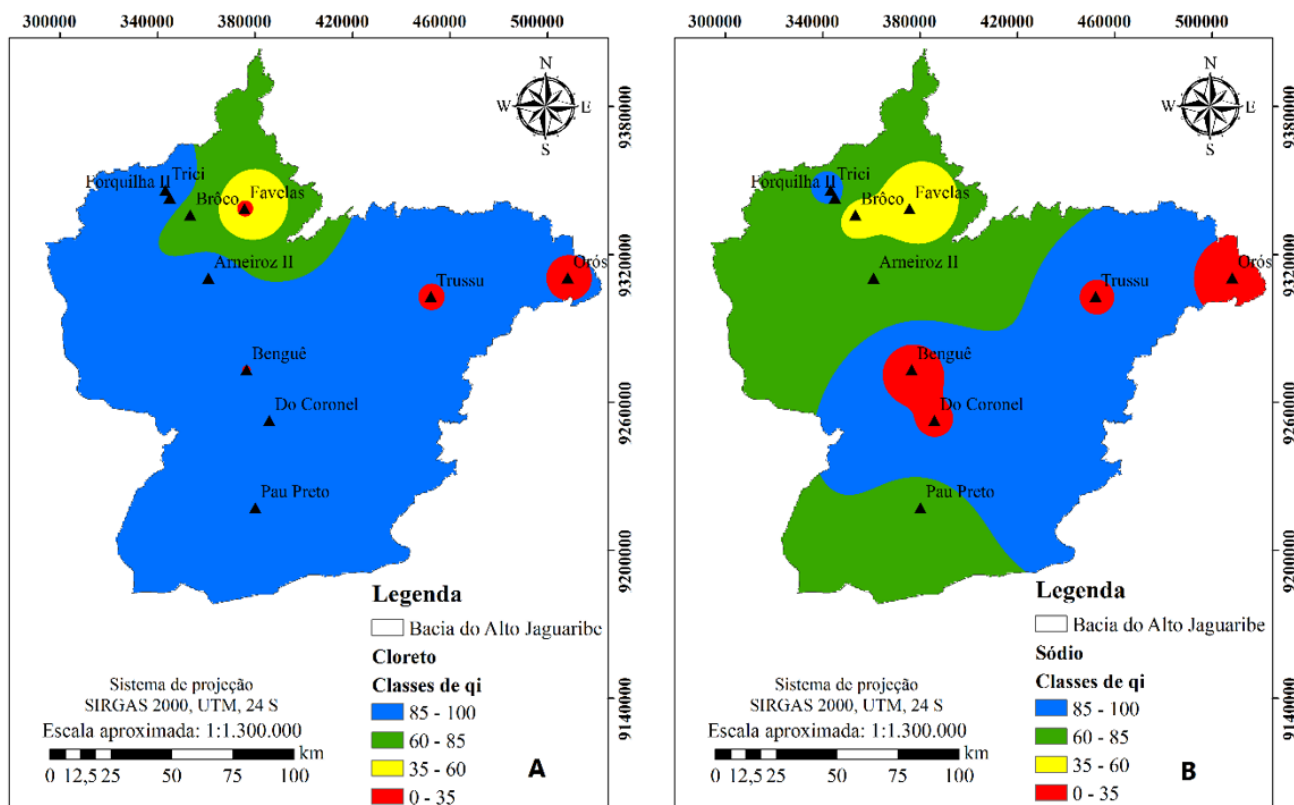 300000 340000 380000 420000 460000 500000
N
W E
S
9380000
9320000
9260000
9200000
9140000
Trici
Forquilha II
Brôco
Favelas
Arneiroz II
Orós
Trussu
Benguê
Do Coronel
Pau Preto
Legenda
Bacia do Alto Jaguaribe
Cloreto
Classes de qi
85 - 100
60 - 85
35 - 60
0 - 35
Sistema de projeção
SIRGAS 2000, UTM, 24 S
Escala aproximada: 1:1.300.000
km
0 12,5 25 50 75 100
A
300000 340000 380000 420000 460000 500000
N
W E
S
9380000
9320000
9260000
9200000
9140000
Trici
Forquilha II
Brôco
Favelas
Arneiroz II
Orós
Trussu
Benguê
Do Coronel
Pau Preto
Legenda
Bacia do Alto Jaguaribe
Sódio
Classes de qi
85 - 100
60 - 85
35 - 60
0 - 35
Sistema de projeção
SIRGAS 2000, UTM, 24 S
Escala aproximada: 1:1.300.000
km
0 12,5 25 50 75 100
B